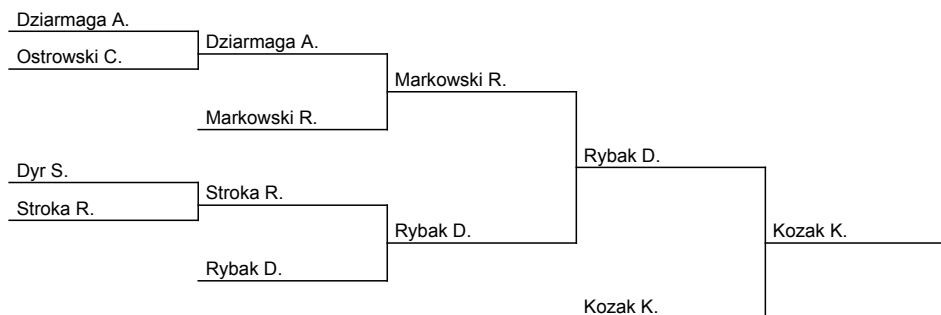 Dziarmaga A.
Ostrowski C.
Dziarmaga A.
Markowski R.
Markowski R.
Dyr S.
Stroka R.
Stroka R.
Rybak D.
Rybak D.
Rybak D.
Kozak K.
Kozak K.